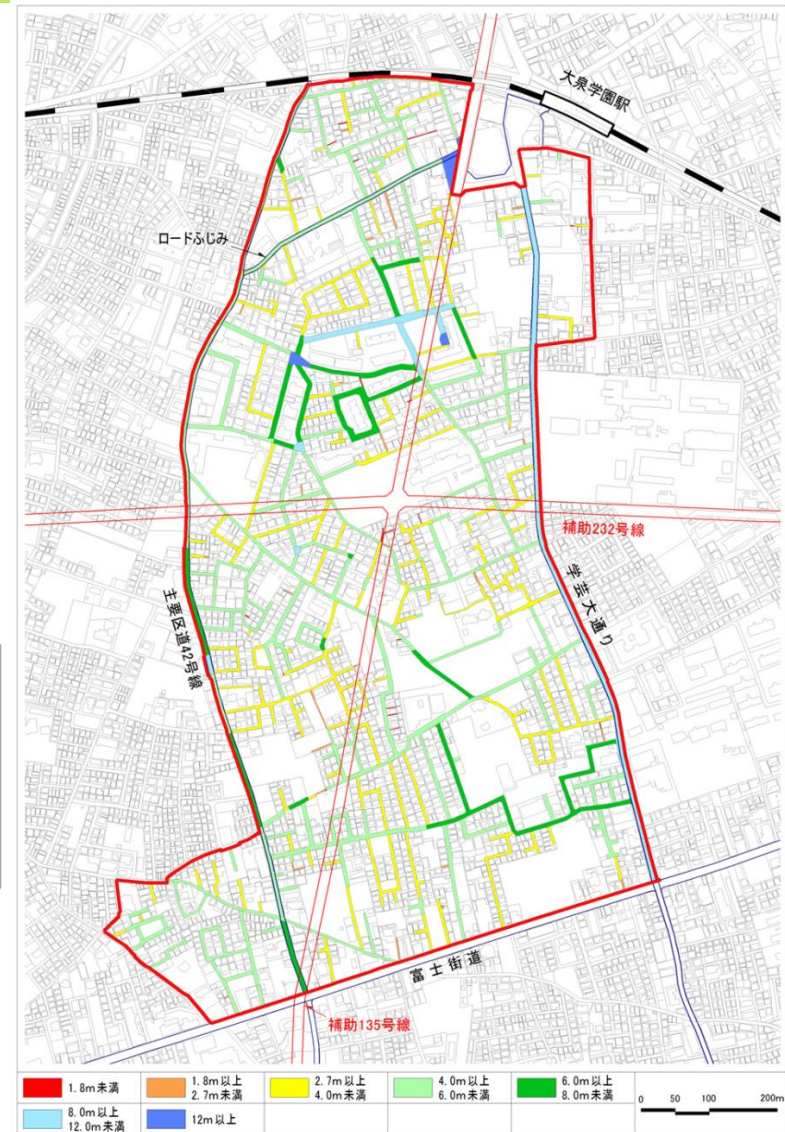 大泉学園駅
ロードふじみ
補助232号線
学芸大通り
主要区道42号線
富士街道
補助135号線
1.8m未満
1.8m以上
2.7m未満
2.7m以上
4.0m未満
4.0m以上
6.0m未満
6.0m以上
8.0m未満
8.0m以上
12.0m未満
12m以上
0 50 100 200m